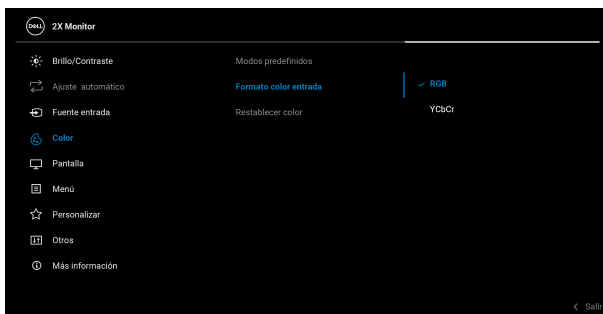 DELL 2X Monitor
Brillo/Contraste Modos predefinidos
Ajuste automático Formato color entrada RGB
Fuente entrada Restablecer color YCbCr
Color
Pantalla
Menú
Personalizar
Otros
Más información
Salir